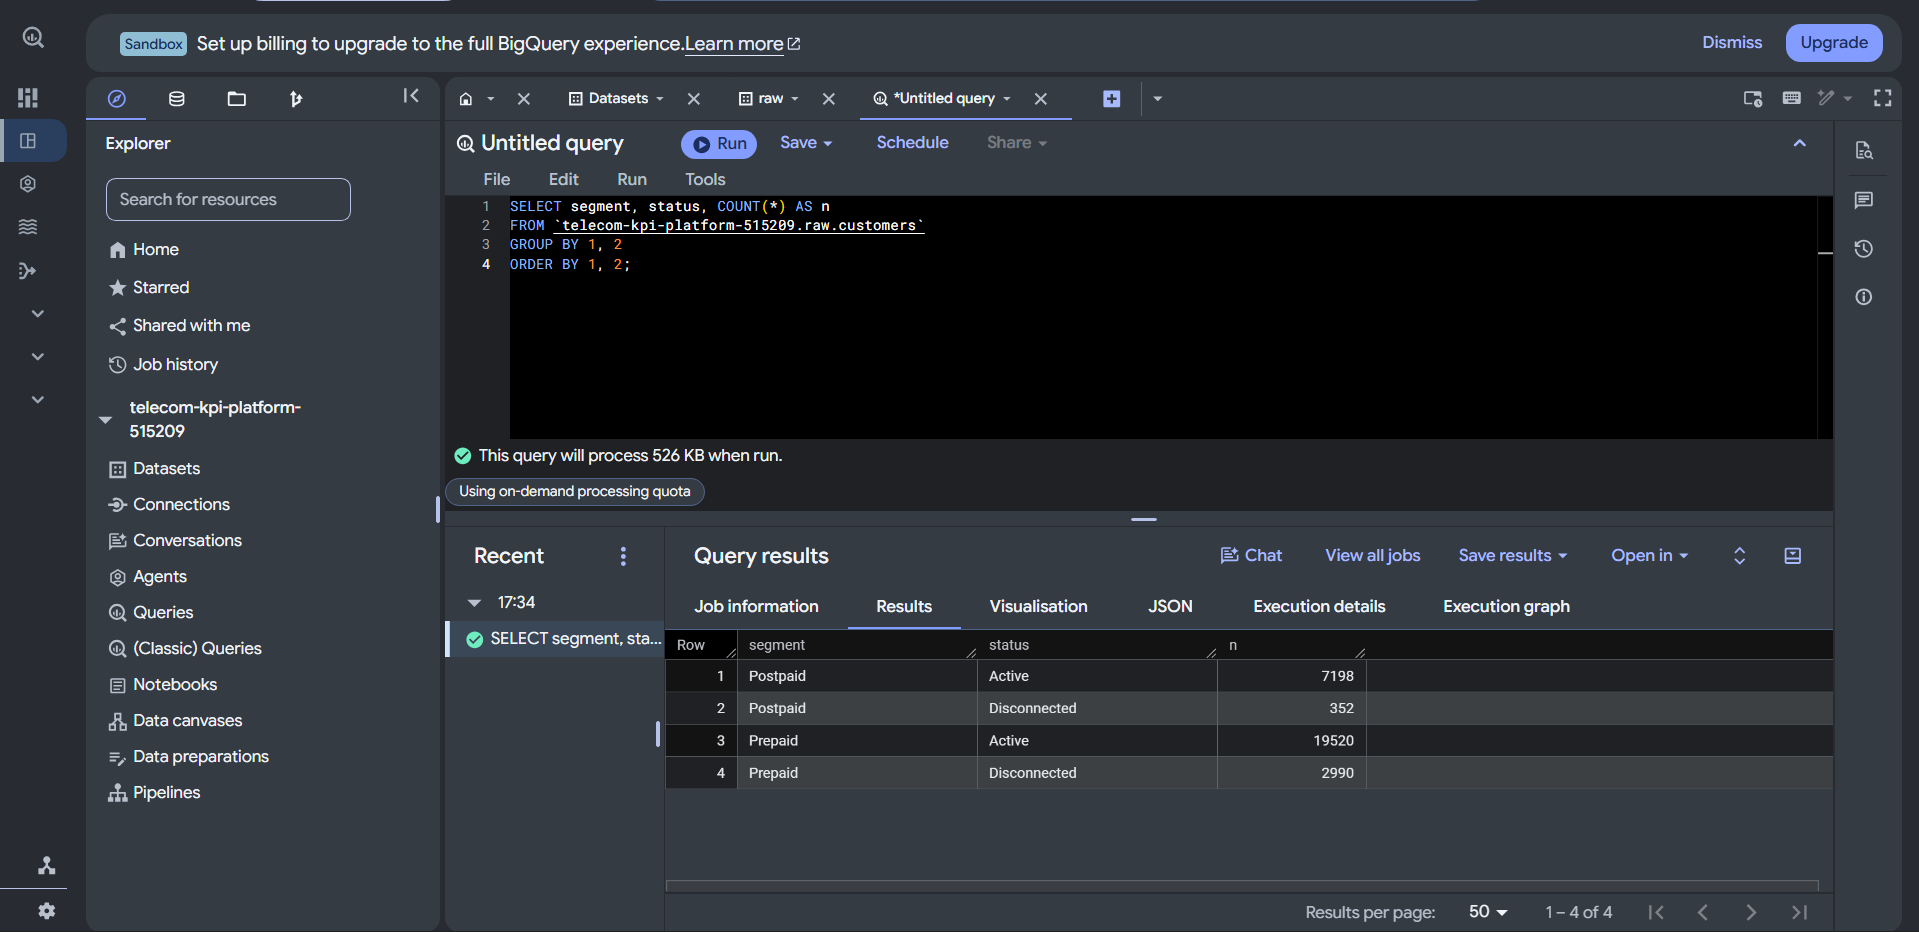 Sandbox Set up billing to upgrade to the full BigQuery experience. Learn more
Dismiss
Upgrade
Datasets
raw
*Untitled query
Explorer
Search for resources
Home
Starred
Shared with me
Job history
telecom-kpi-platform-
515209
Datasets
Connections
Conversations
Agents
Queries
(Classic) Queries
Notebooks
Data canvases
Data preparations
Pipelines
Untitled query
Run
Save
Schedule
Share
File Edit Run Tools
1 SELECT segment, status, COUNT(*) AS n
2 FROM `telecom-kpi-platform-515209.raw.customers`
3 GROUP BY 1, 2
4 ORDER BY 1, 2;
This query will process 526 KB when run.
Using on-demand processing quota
Recent
17:34
SELECT segment, sta...
Query results
Chat
View all jobs
Save results
Open in
Job information Results Visualisation JSON Execution details Execution graph
Row segment status n
1 Postpaid Active 7198
2 Postpaid Disconnected 352
3 Prepaid Active 19520
4 Prepaid Disconnected 2990
Results per page: 50 1 – 4 of 4